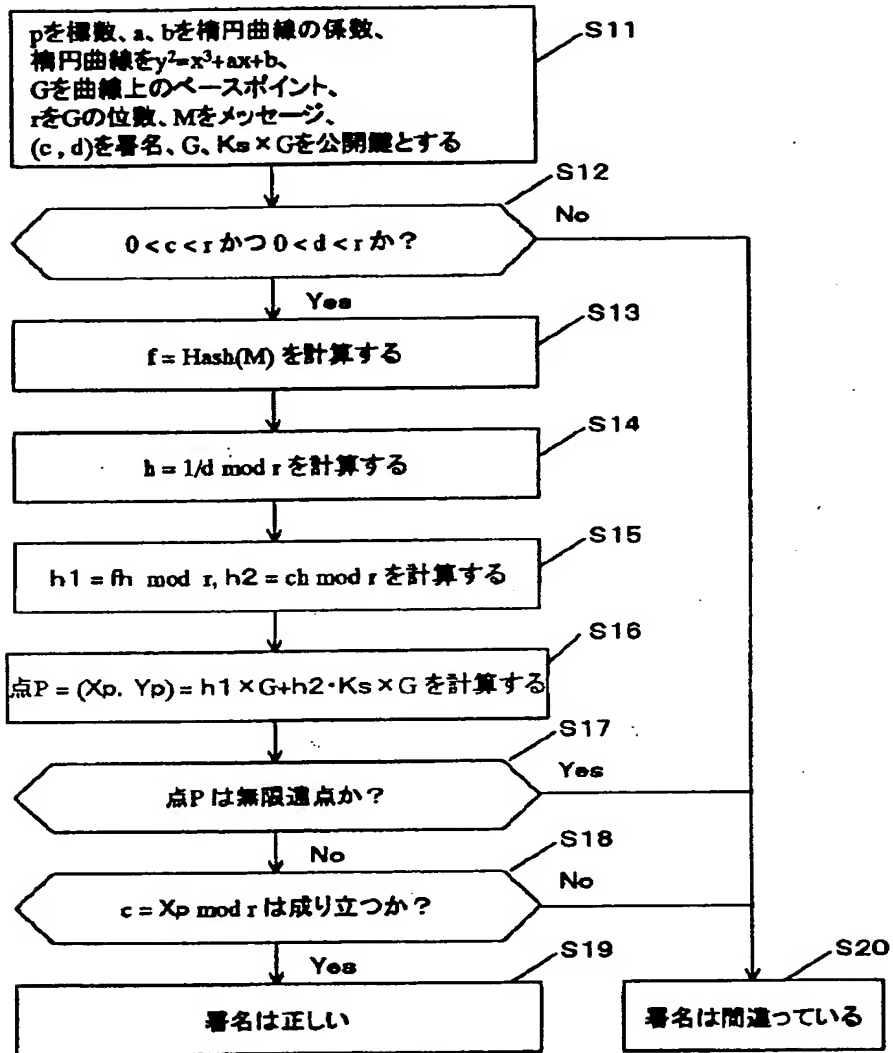 pを標数、a、bを楕円曲線の係数、
楕円曲線をy²=x³+ax+b、
Gを曲線上のベースポイント、
rをGの位数、Mをメッセージ、
(c , d)を署名、G、Ks×Gを公開鍵とする
S11
S12
0<c<r かつ 0<d<r か?
No
Yes
S13
f = Hash(M) を計算する
S14
h = 1/d mod r を計算する
S15
h1 = fh mod r, h2 = ch mod r を計算する
S16
点P = (Xp, Yp) = h1×G+h2・Ks×G を計算する
S17
点P は無限遠点か?
Yes
No
S18
c = Xp mod r は成り立つか?
No
Yes
S19
署名は正しい
S20
署名は間違っている